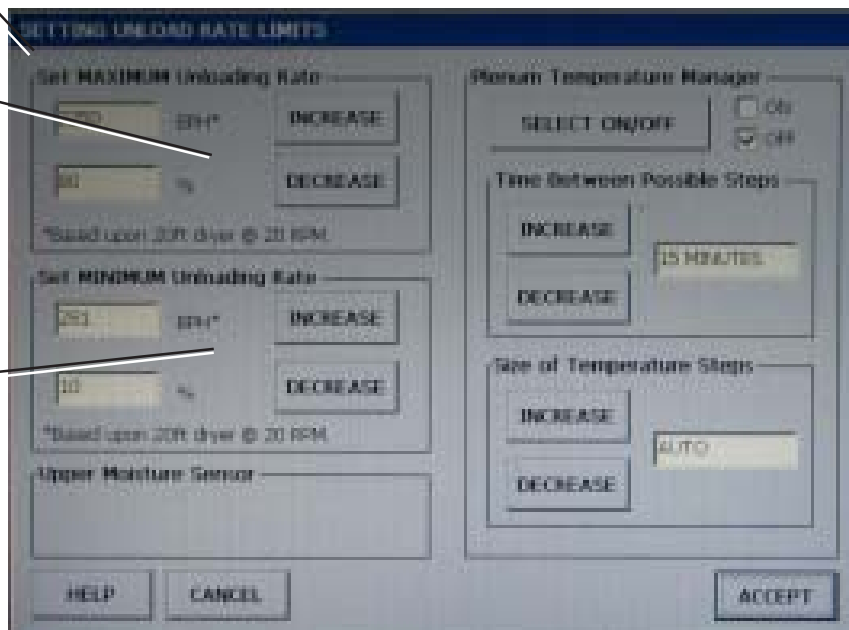 SETTING UNLOAD RATE LIMITS
Set MAXIMUM Unloading Rate
BPH*
INCREASE
80
%
DECREASE
*Based upon 20ft dryer @ 20 RPM.
Set MINIMUM Unloading Rate
261
BPH*
INCREASE
10
%
DECREASE
*Based upon 20ft dryer @ 20 RPM.
Upper Moisture Sensor
HELP
CANCEL
Plenum Temperature Manager
SELECT ON/OFF
ON
OFF
Time Between Possible Steps
INCREASE
15 MINUTES
DECREASE
Size of Temperature Steps
INCREASE
AUTO
DECREASE
ACCEPT